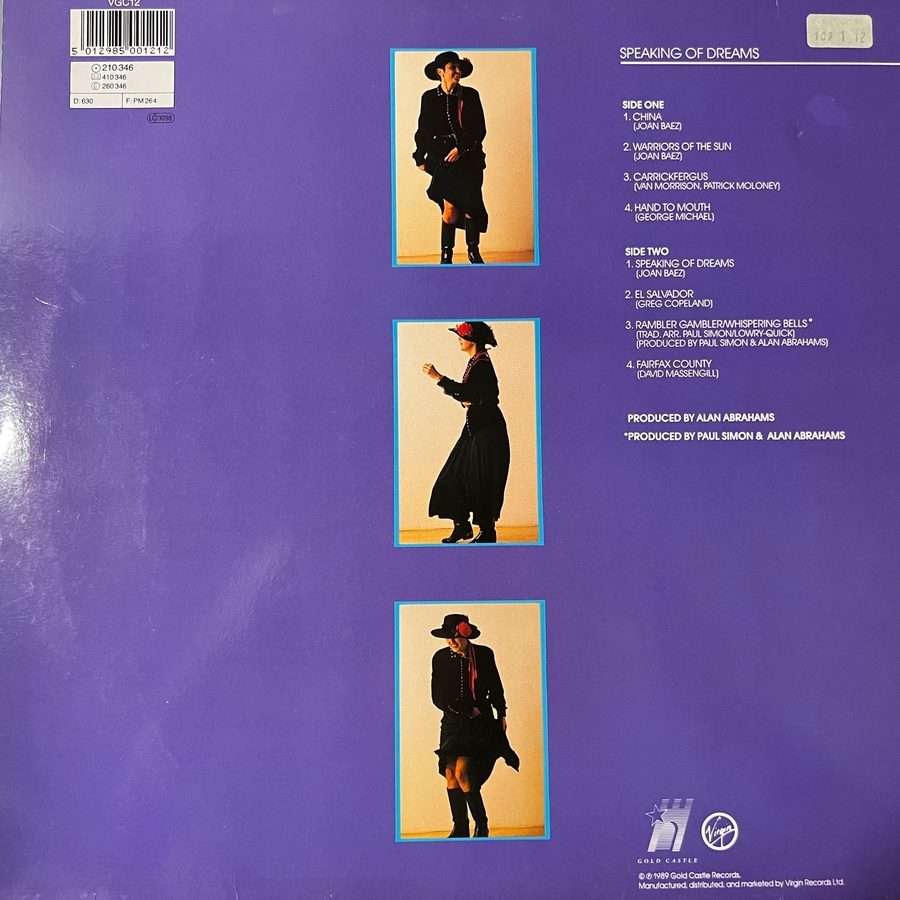 VGC12
5 012985 001212
210 346
410 346
260 346
D: 630 F: PM 264
LC 3098
SPEAKING OF DREAMS
SIDE ONE
1. CHINA
(JOAN BAEZ)
2. WARRIORS OF THE SUN
(JOAN BAEZ)
3. CARRICKFERGUS
(VAN MORRISON, PATRICK MOLONEY)
4. HAND TO MOUTH
(GEORGE MICHAEL)
SIDE TWO
1. SPEAKING OF DREAMS
(JOAN BAEZ)
2. EL SALVADOR
(GREG COPELAND)
3. RAMBLER GAMBLER/WHISPERING BELLS*
(TRAD. ARR. PAUL SIMON/LOWRY-QUICK)
(PRODUCED BY PAUL SIMON & ALAN ABRAHAMS)
4. FAIRFAX COUNTY
(DAVID MASSENGILL)
PRODUCED BY ALAN ABRAHAMS
*PRODUCED BY PAUL SIMON & ALAN ABRAHAMS
GOLD CASTLE
Virgin
© ℗ 1989 Gold Castle Records,
Manufactured, distributed, and marketed by Virgin Records Ltd.